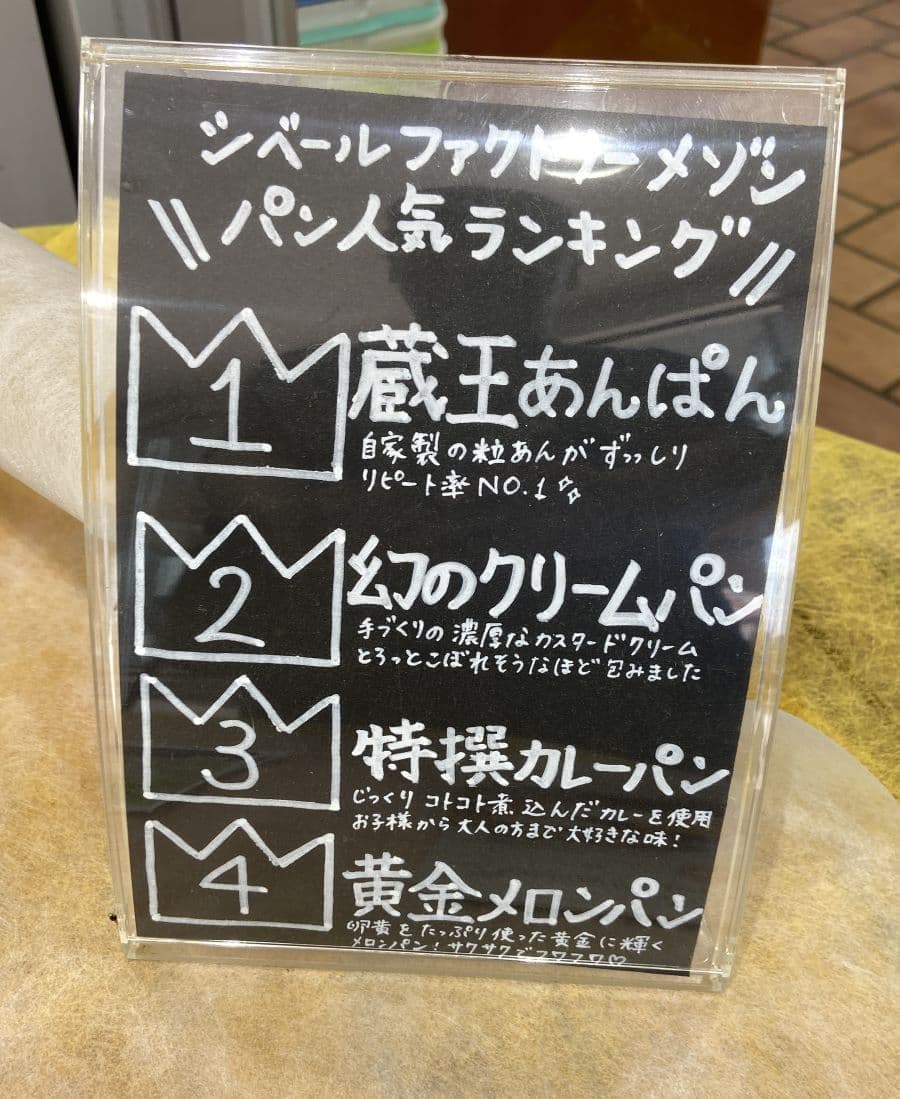 シベールファクトリーメゾン
\\パン人気ランキング//
1
蔵王あんぱん
自家製の粒あんがずっしり
リピート率NO.1
2
幻のクリームパン
手づくりの濃厚なカスタードクリーム
とろっとこぼれそうなほど包みました
3
特撰カレーパン
じっくりコトコト煮込んだカレーを使用
お子様から大人の方まで大好きな味!
4
黄金メロンパン
卵黄をたっぷり使った黄金に輝く
メロンパン!サクサクでフワフワ♡